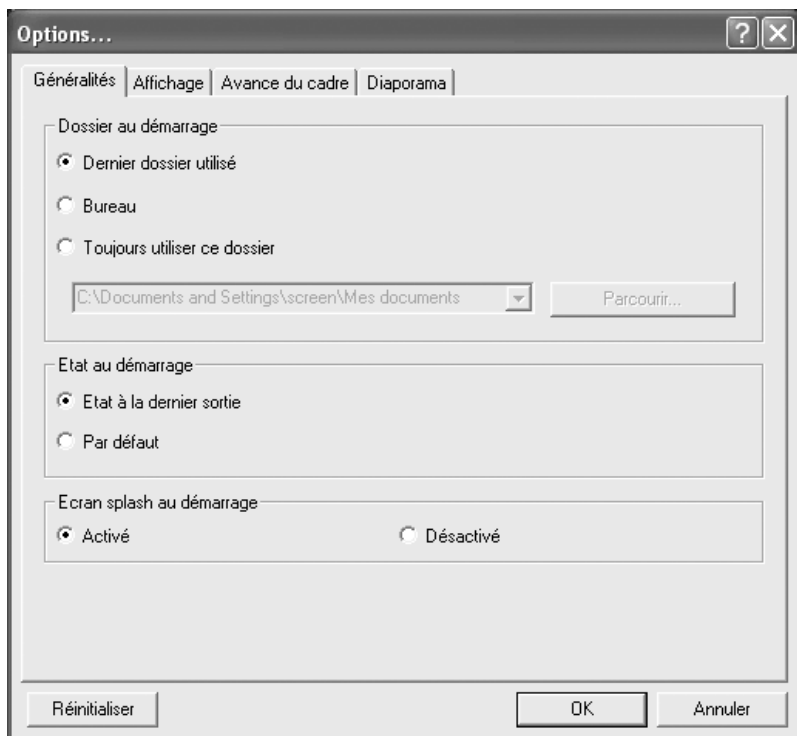 Options...
Généralités Affichage Avance du cadre Diaporama
Dossier au démarrage
Dernier dossier utilisé
Bureau
Toujours utiliser ce dossier
C:\Documents and Settings\screen\Mes documents Parcourir...
Etat au démarrage
Etat à la dernier sortie
Par défaut
Ecran splash au démarrage
Activé Désactivé
Réinitialiser OK Annuler